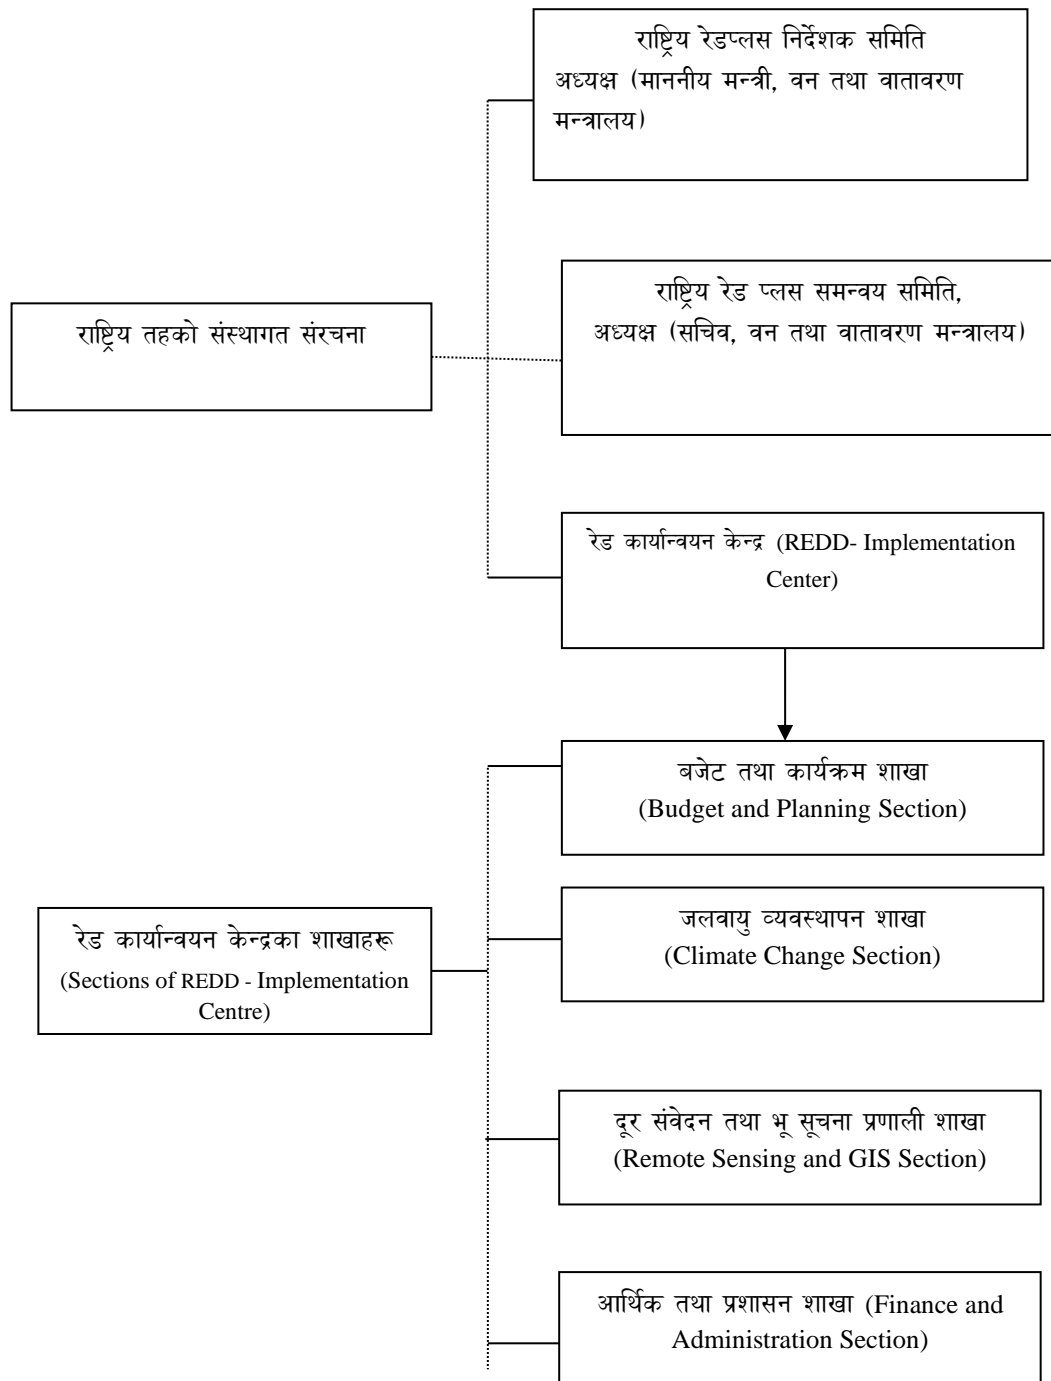 राष्ट्रिय रेडप्लस निर्देशक समिति
अध्यक्ष (माननीय मन्त्री, वन तथा वातावरण
मन्त्रालय)
राष्ट्रिय रेड प्लस समन्वय समिति,
अध्यक्ष (सचिव, वन तथा वातावरण मन्त्रालय)
राष्ट्रिय तहको संस्थागत संरचना
रेड कार्यान्वयन केन्द्र (REDD- Implementation
Center)
बजेट तथा कार्यक्रम शाखा
(Budget and Planning Section)
जलवायु व्यवस्थापन शाखा
(Climate Change Section)
रेड कार्यान्वयन केन्द्रका शाखाहरू
(Sections of REDD - Implementation
Centre)
दूर संवेदन तथा भू सूचना प्रणाली शाखा
(Remote Sensing and GIS Section)
आर्थिक तथा प्रशासन शाखा (Finance and
Administration Section)